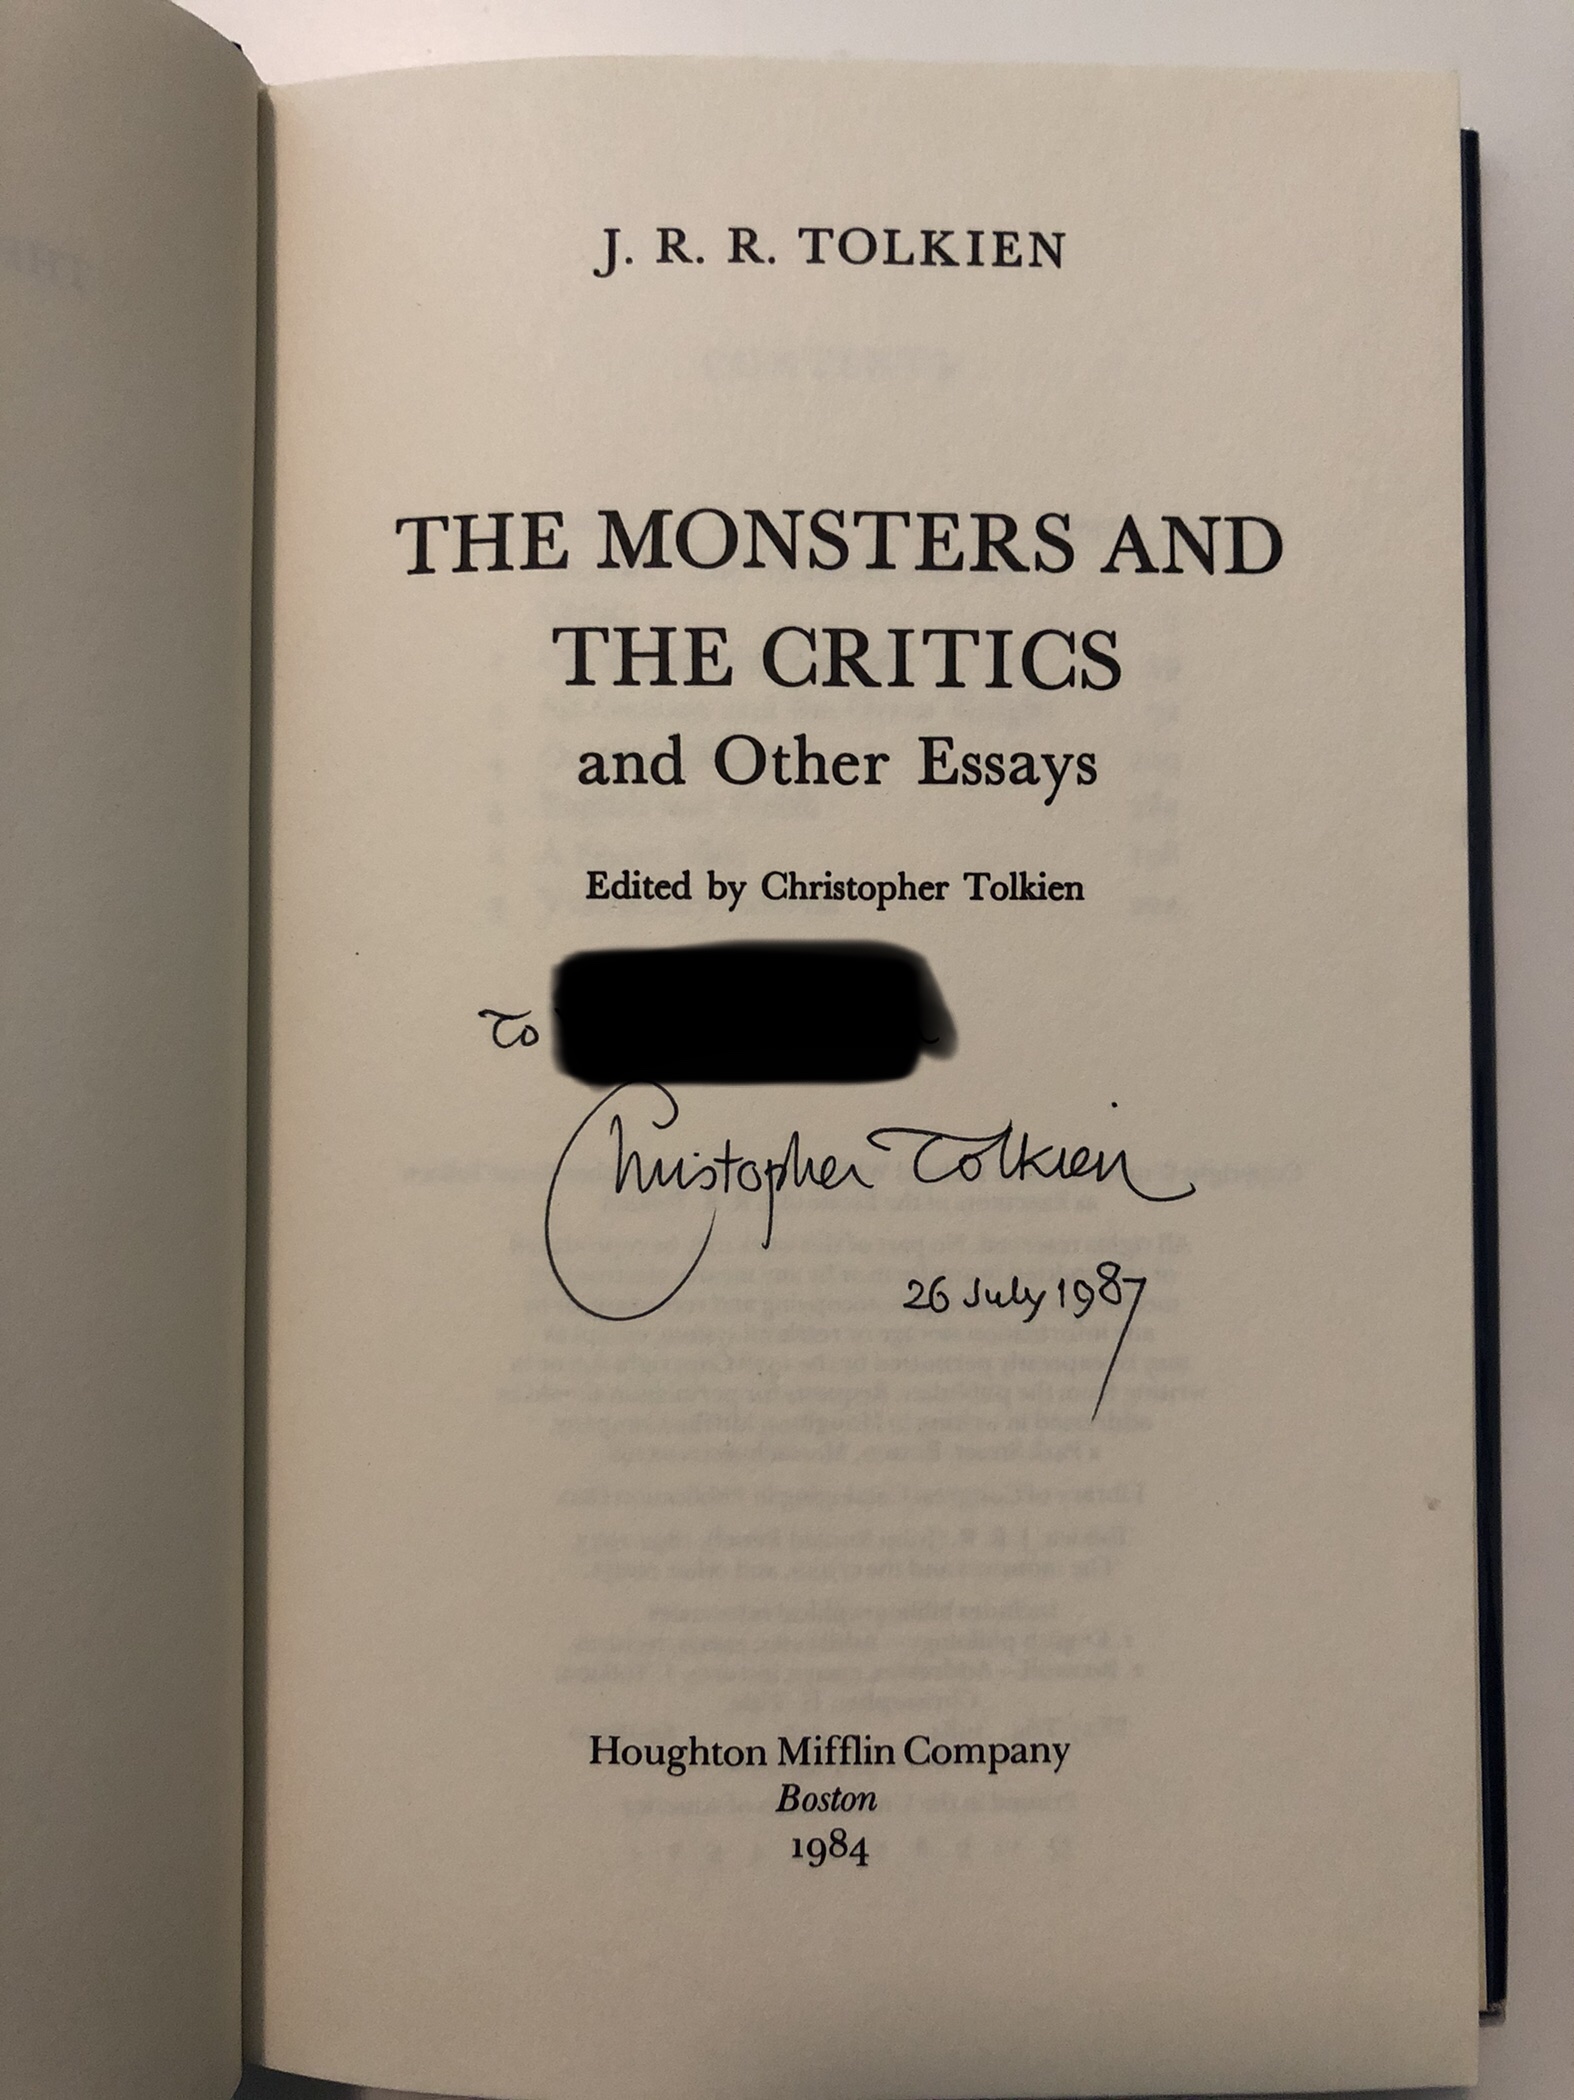 J. R. R. TOLKIEN
THE MONSTERS AND
THE CRITICS
and Other Essays
Edited by Christopher Tolkien
To
Christopher Tolkien
26 July 1987
Houghton Mifflin Company
Boston
1984